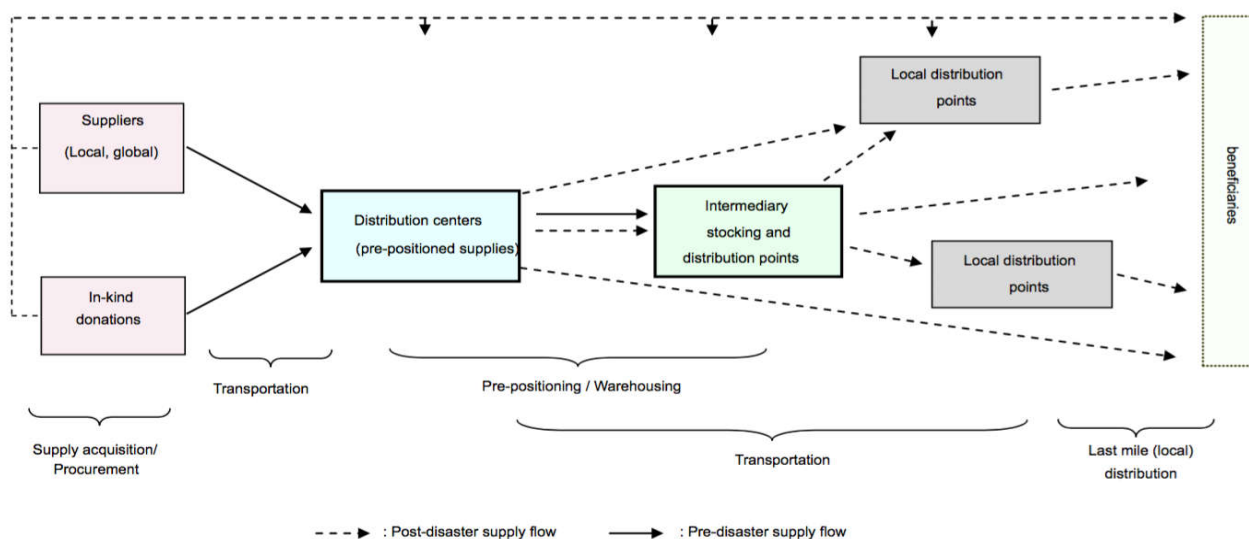 Suppliers
(Local, global)
In-kind
donations
Distribution centers
(pre-positioned supplies)
Intermediary
stocking and
distribution points
Local distribution
points
Local distribution
points
beneficiaries
Transportation
Pre-positioning / Warehousing
Supply acquisition/
Procurement
Transportation
Last mile (local)
distribution
: Post-disaster supply flow
: Pre-disaster supply flow